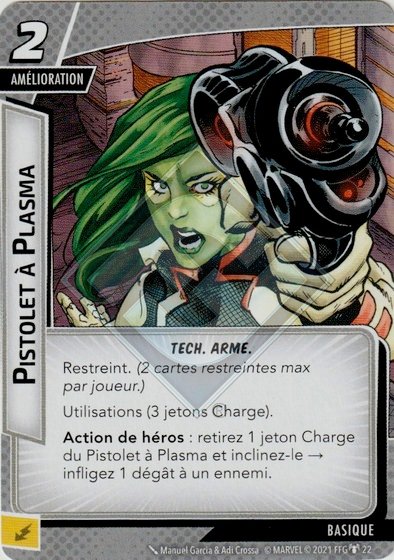 2
AMÉLIORATION
PISTOLET À PLASMA
TECH. ARME.
Restreint. (2 cartes restreintes max
par joueur.)
Utilisations (3 jetons Charge).
Action de héros : retirez 1 jeton Charge
du Pistolet à Plasma et inclinez-le →
infligez 1 dégât à un ennemi.
BASIQUE
Manuel Garcia & Adi Crossa © MARVEL © 2021 FFG 22